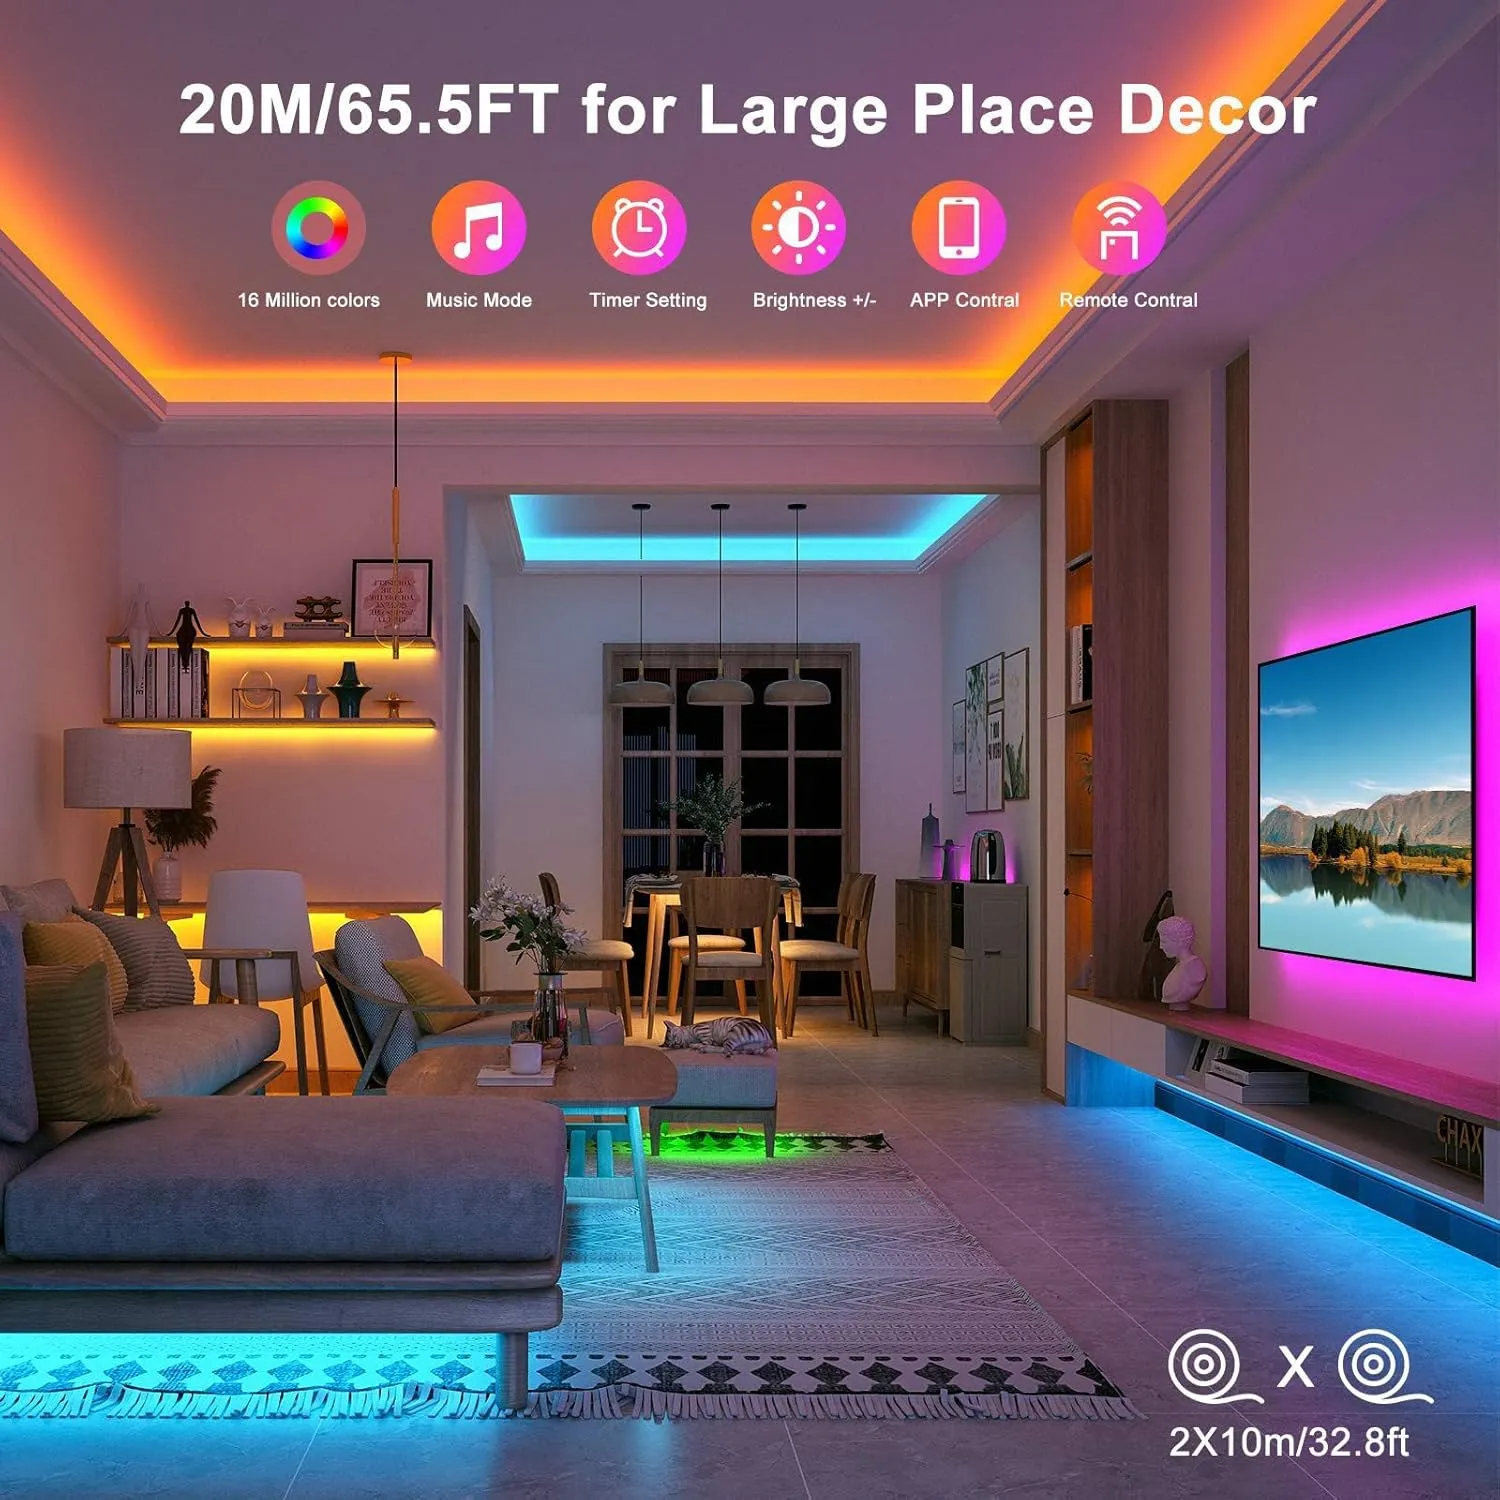 20M/65.5FT for Large Place Decor
16 Million colors
Music Mode
Timer Setting
Brightness +/-
APP Contral
Remote Contral
CHAX
X
2X10m/32.8ft